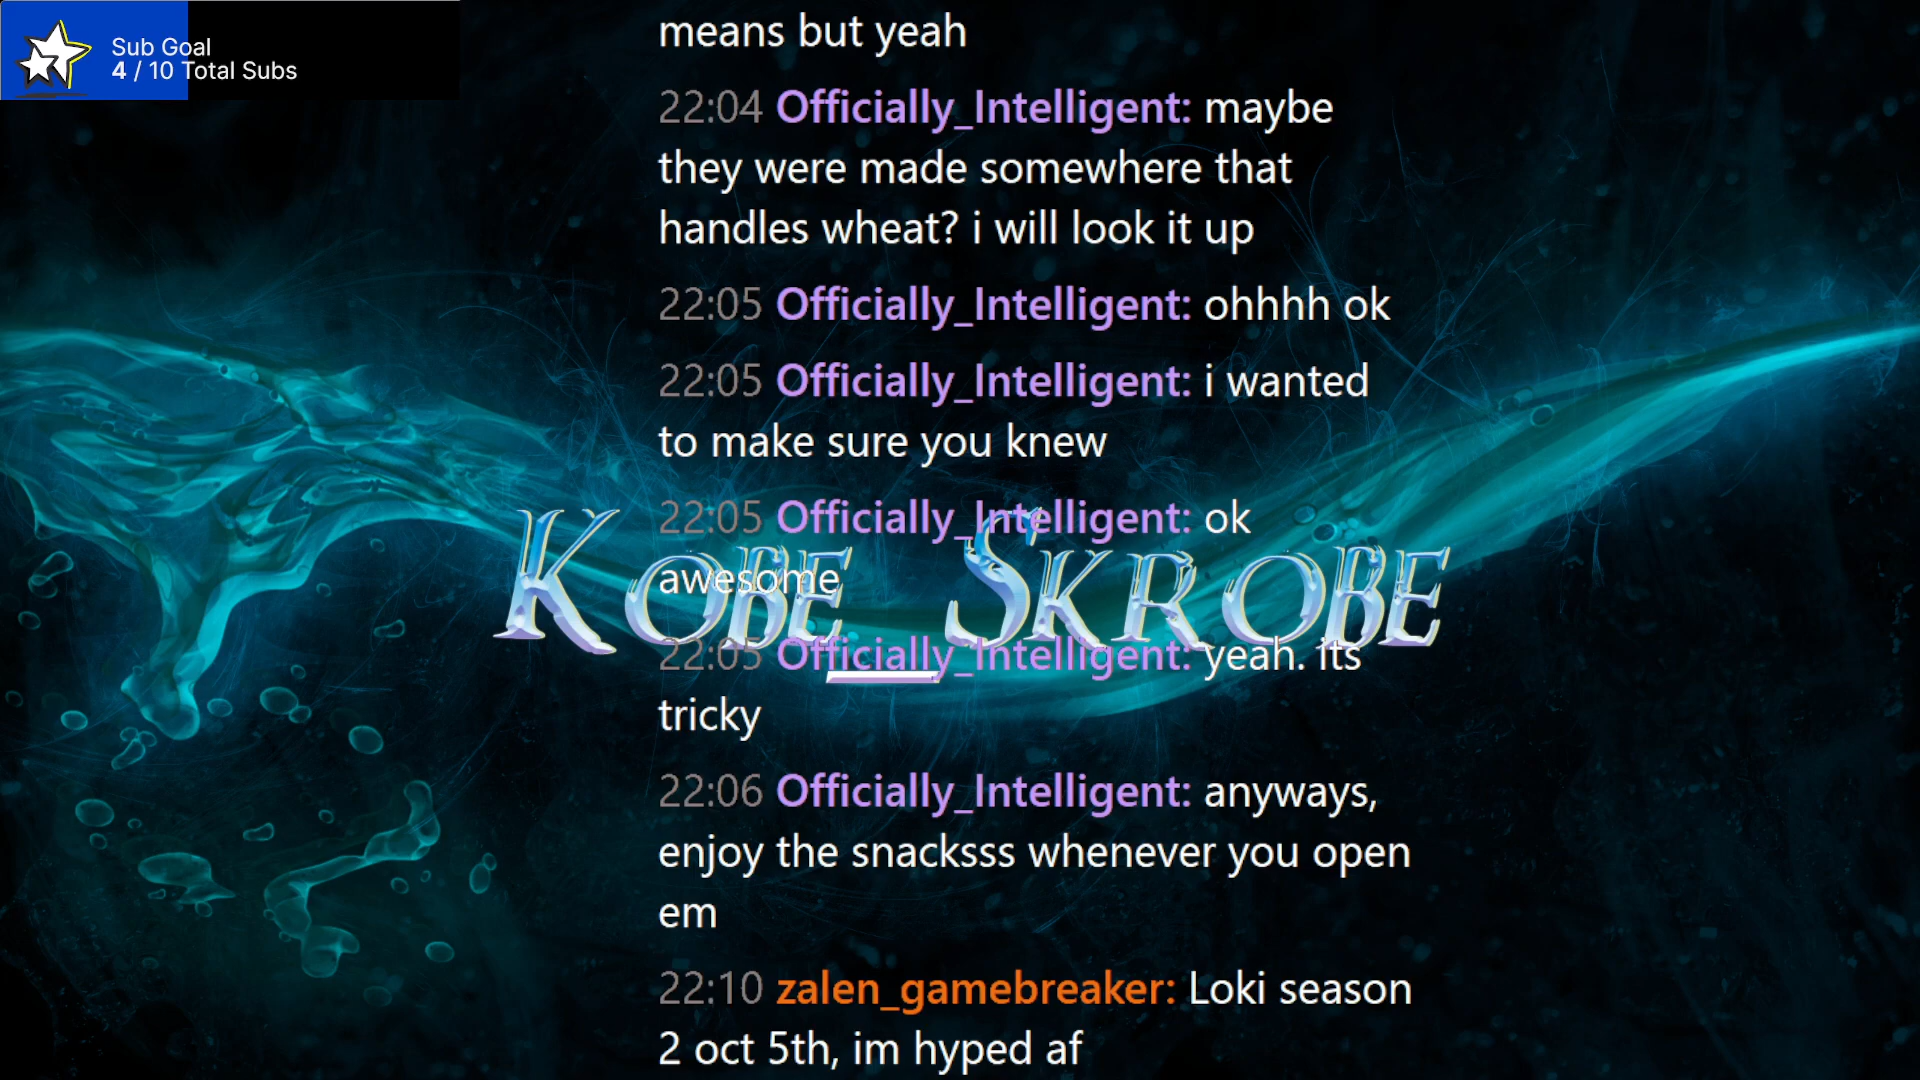 Sub Goal
4 / 10 Total Subs
means but yeah
22:04 Officially_Intelligent: maybe
they were made somewhere that
handles wheat? i will look it up
22:05 Officially_Intelligent: ohhhh ok
22:05 Officially_Intelligent: i wanted
to make sure you knew
22:05 Officially_Intelligent: ok
awesome
KOBE_SKROBE
22:05 Officially_Intelligent: yeah. its
tricky
22:06 Officially_Intelligent: anyways,
enjoy the snacksss whenever you open
em
22:10 zalen_gamebreaker: Loki season
2 oct 5th, im hyped af